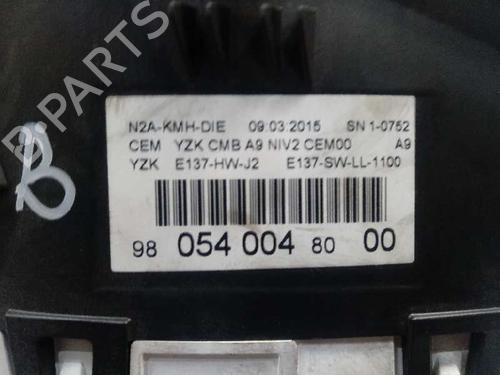 B-PARTS
N2A-KMH-DIE 09.03.2015 SN 1-0752
CEM YZK CMB A9 NIV2 CEM00 A9
YZK E137-HW-J2 E137-SW-LL-1100
98 054 004 80 00